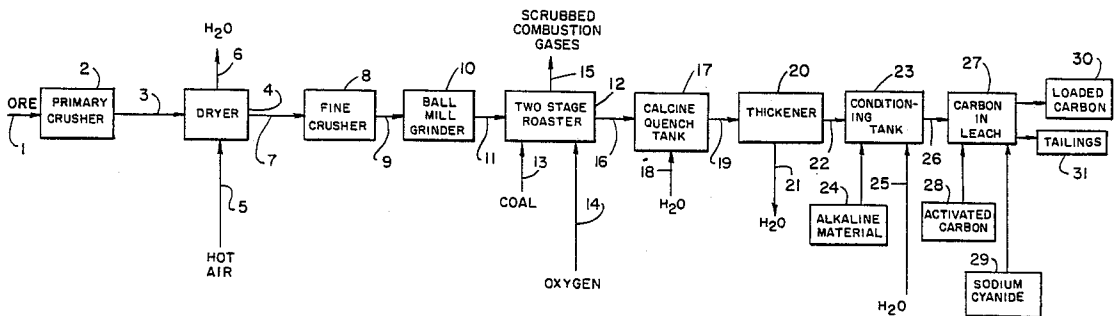 ORE
1
2
PRIMARY
CRUSHER
3
H₂O
6
DRYER
4
7
5
HOT
AIR
8
FINE
CRUSHER
9
10
BALL
MILL
GRINDER
11
SCRUBBED
COMBUSTION
GASES
15
12
TWO STAGE
ROASTER
13
COAL
14
OXYGEN
16
17
CALCINE
QUENCH
TANK
18
H₂O
19
20
THICKENER
21
H₂O
22
23
CONDITION-
ING TANK
24
ALKALINE
MATERIAL
25
H₂O
26
27
CARBON
IN
LEACH
28
ACTIVATED
CARBON
29
SODIUM
CYANIDE
30
LOADED
CARBON
TAILINGS
31